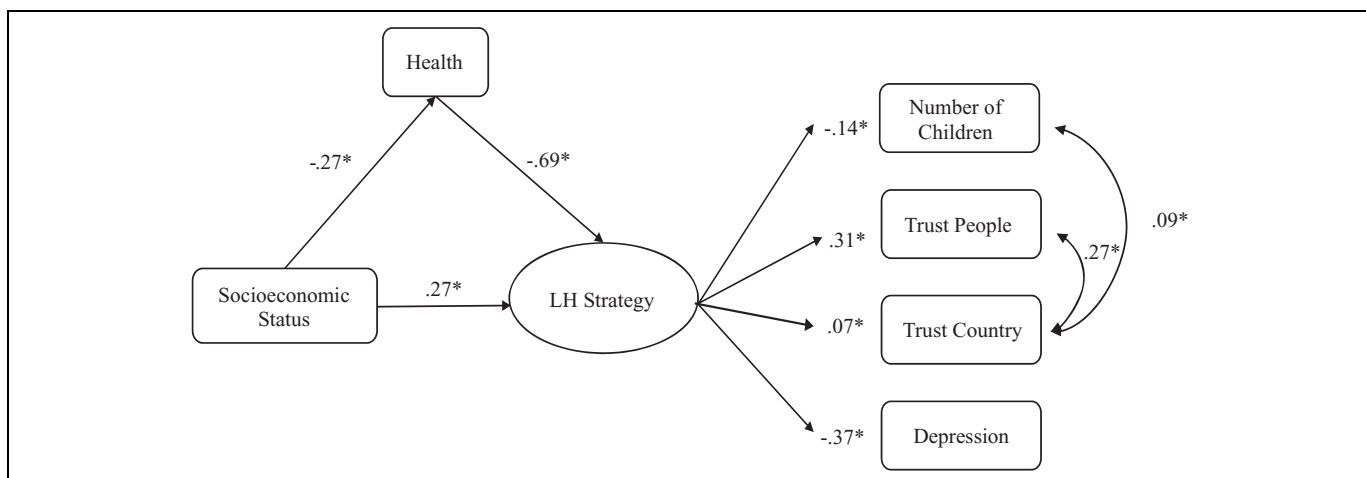 Health
Number of
Children
-.14*
-.27*
-.69*
Trust People
.31*
.09*
.27*
Socioeconomic
Status
.27*
LH Strategy
Trust Country
.07*
Depression
-.37*